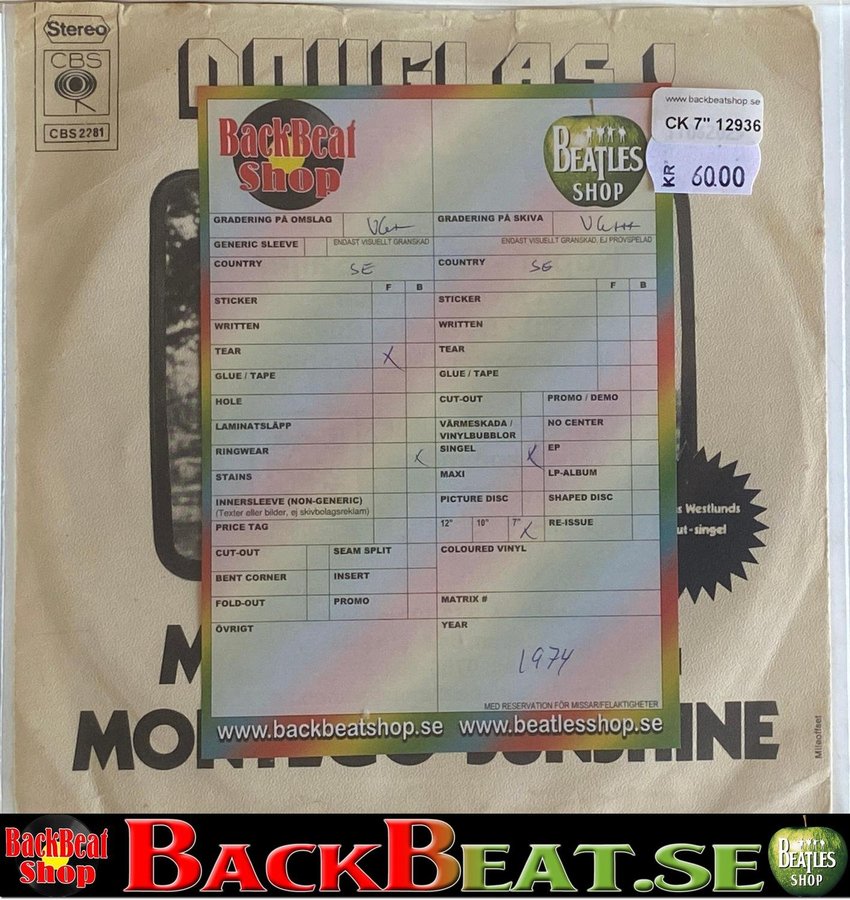 Stereo
CBS
CBS 2281
DOUGLAS
www.backbeatshop.se
CK 7" 12936
KR 60.00
BackBeat Shop
BEATLES SHOP
GRADERING PÅ OMSLAG VG+
GRADERING PÅ SKIVA VG++
GENERIC SLEEVE ENDAST VISUELLT GRANSKAD
ENDAST VISUELLT GRANSKAD, EJ PROVSPELAD
COUNTRY SE
COUNTRY SE
F B
F B
STICKER
STICKER
WRITTEN
WRITTEN
TEAR X
TEAR
GLUE / TAPE
GLUE / TAPE
HOLE
CUT-OUT
PROMO / DEMO
LAMINATSLÄPP
VÄRMESKADA /
VINYLBUBBLOR
NO CENTER
RINGWEAR X
SINGEL X
EP
STAINS
MAXI
LP-ALBUM
INNERSLEEVE (NON-GENERIC)
(Texter eller bilder, ej skivbolagsreklam)
PICTURE DISC
SHAPED DISC
s Westlunds
ut-singel
PRICE TAG
12" 10" 7" X
RE-ISSUE
CUT-OUT
SEAM SPLIT
COLOURED VINYL
BENT CORNER
INSERT
FOLD-OUT
PROMO
MATRIX #
ÖVRIGT
YEAR
1974
MED RESERVATION FÖR MISSAR/FELAKTIGHETER
www.backbeatshop.se www.beatlesshop.se
M
MONTEGO SUNSHINE
Milleoffset
BackBeat Shop
BACKBEAT.SE
BEATLES SHOP